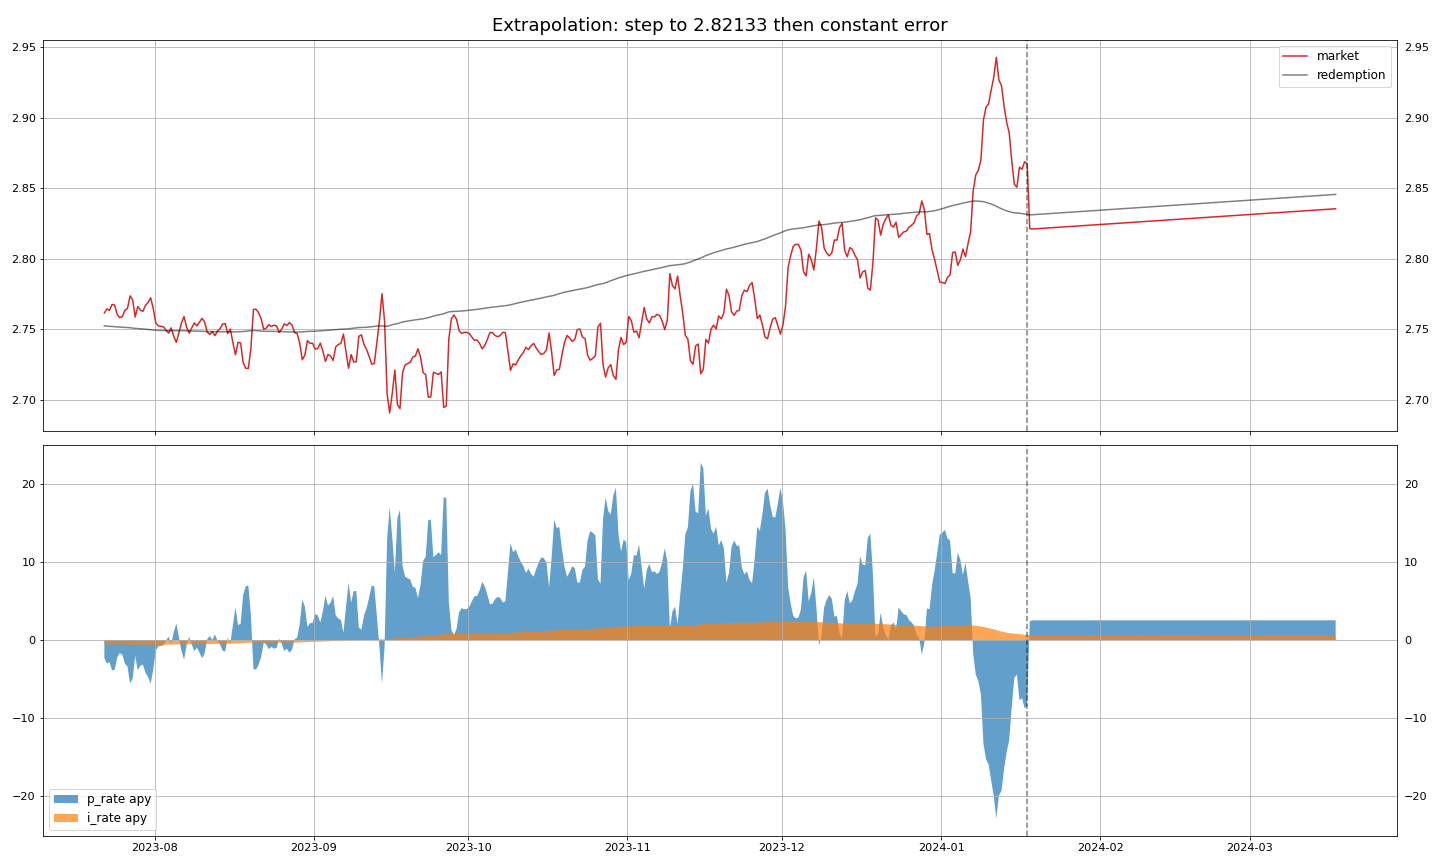 Extrapolation: step to 2.82133 then constant error
2.95 2.95
market
redemption
2.90 2.90
2.85 2.85
2.80 2.80
2.75 2.75
2.70 2.70
20 20
10 10
0 0
−10 −10
−20 −20
p_rate apy
i_rate apy
2023-08 2023-09 2023-10 2023-11 2023-12 2024-01 2024-02 2024-03